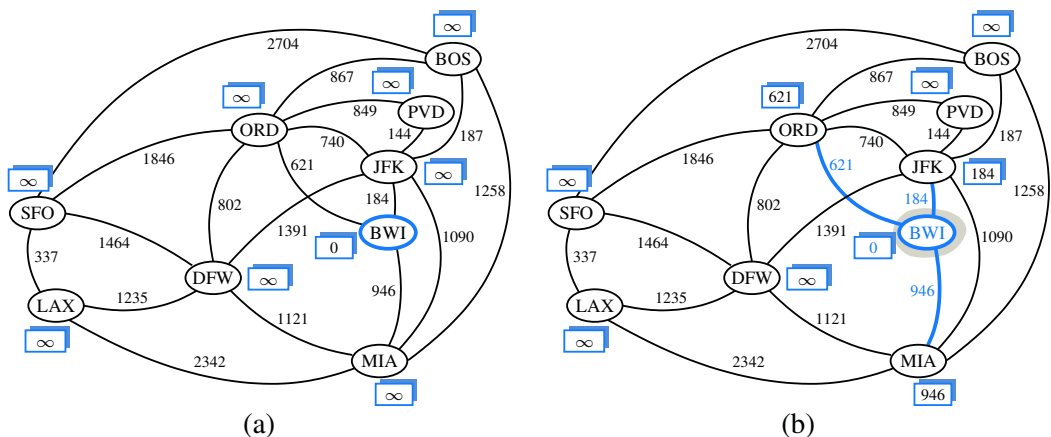 ∞
2704
BOS
867
∞
∞
849
PVD
ORD
144
187
740
1846
JFK
621
∞
∞
184
1258
SFO
802
BWI
1391
0
1090
1464
337
DFW
∞
946
LAX
1235
∞
1121
2342
MIA
∞
(a)
∞
2704
BOS
867
∞
621
849
PVD
ORD
144
187
740
1846
JFK
621
∞
184
184
1258
SFO
802
BWI
1391
0
1090
1464
337
DFW
∞
946
LAX
1235
∞
1121
2342
MIA
946
(b)